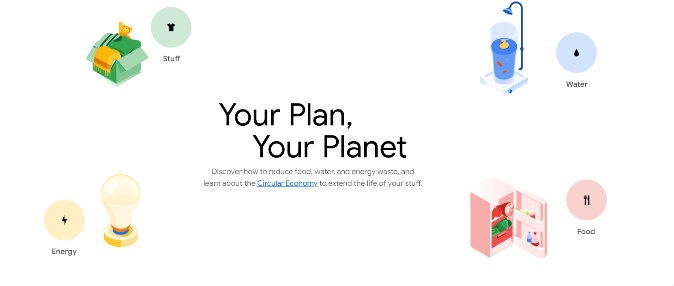 Stuff
Water
Your Plan,
Your Planet
Discover how to reduce food, water, and energy waste, and
learn about the Circular Economy to extend the life of your stuff.
Energy
Food